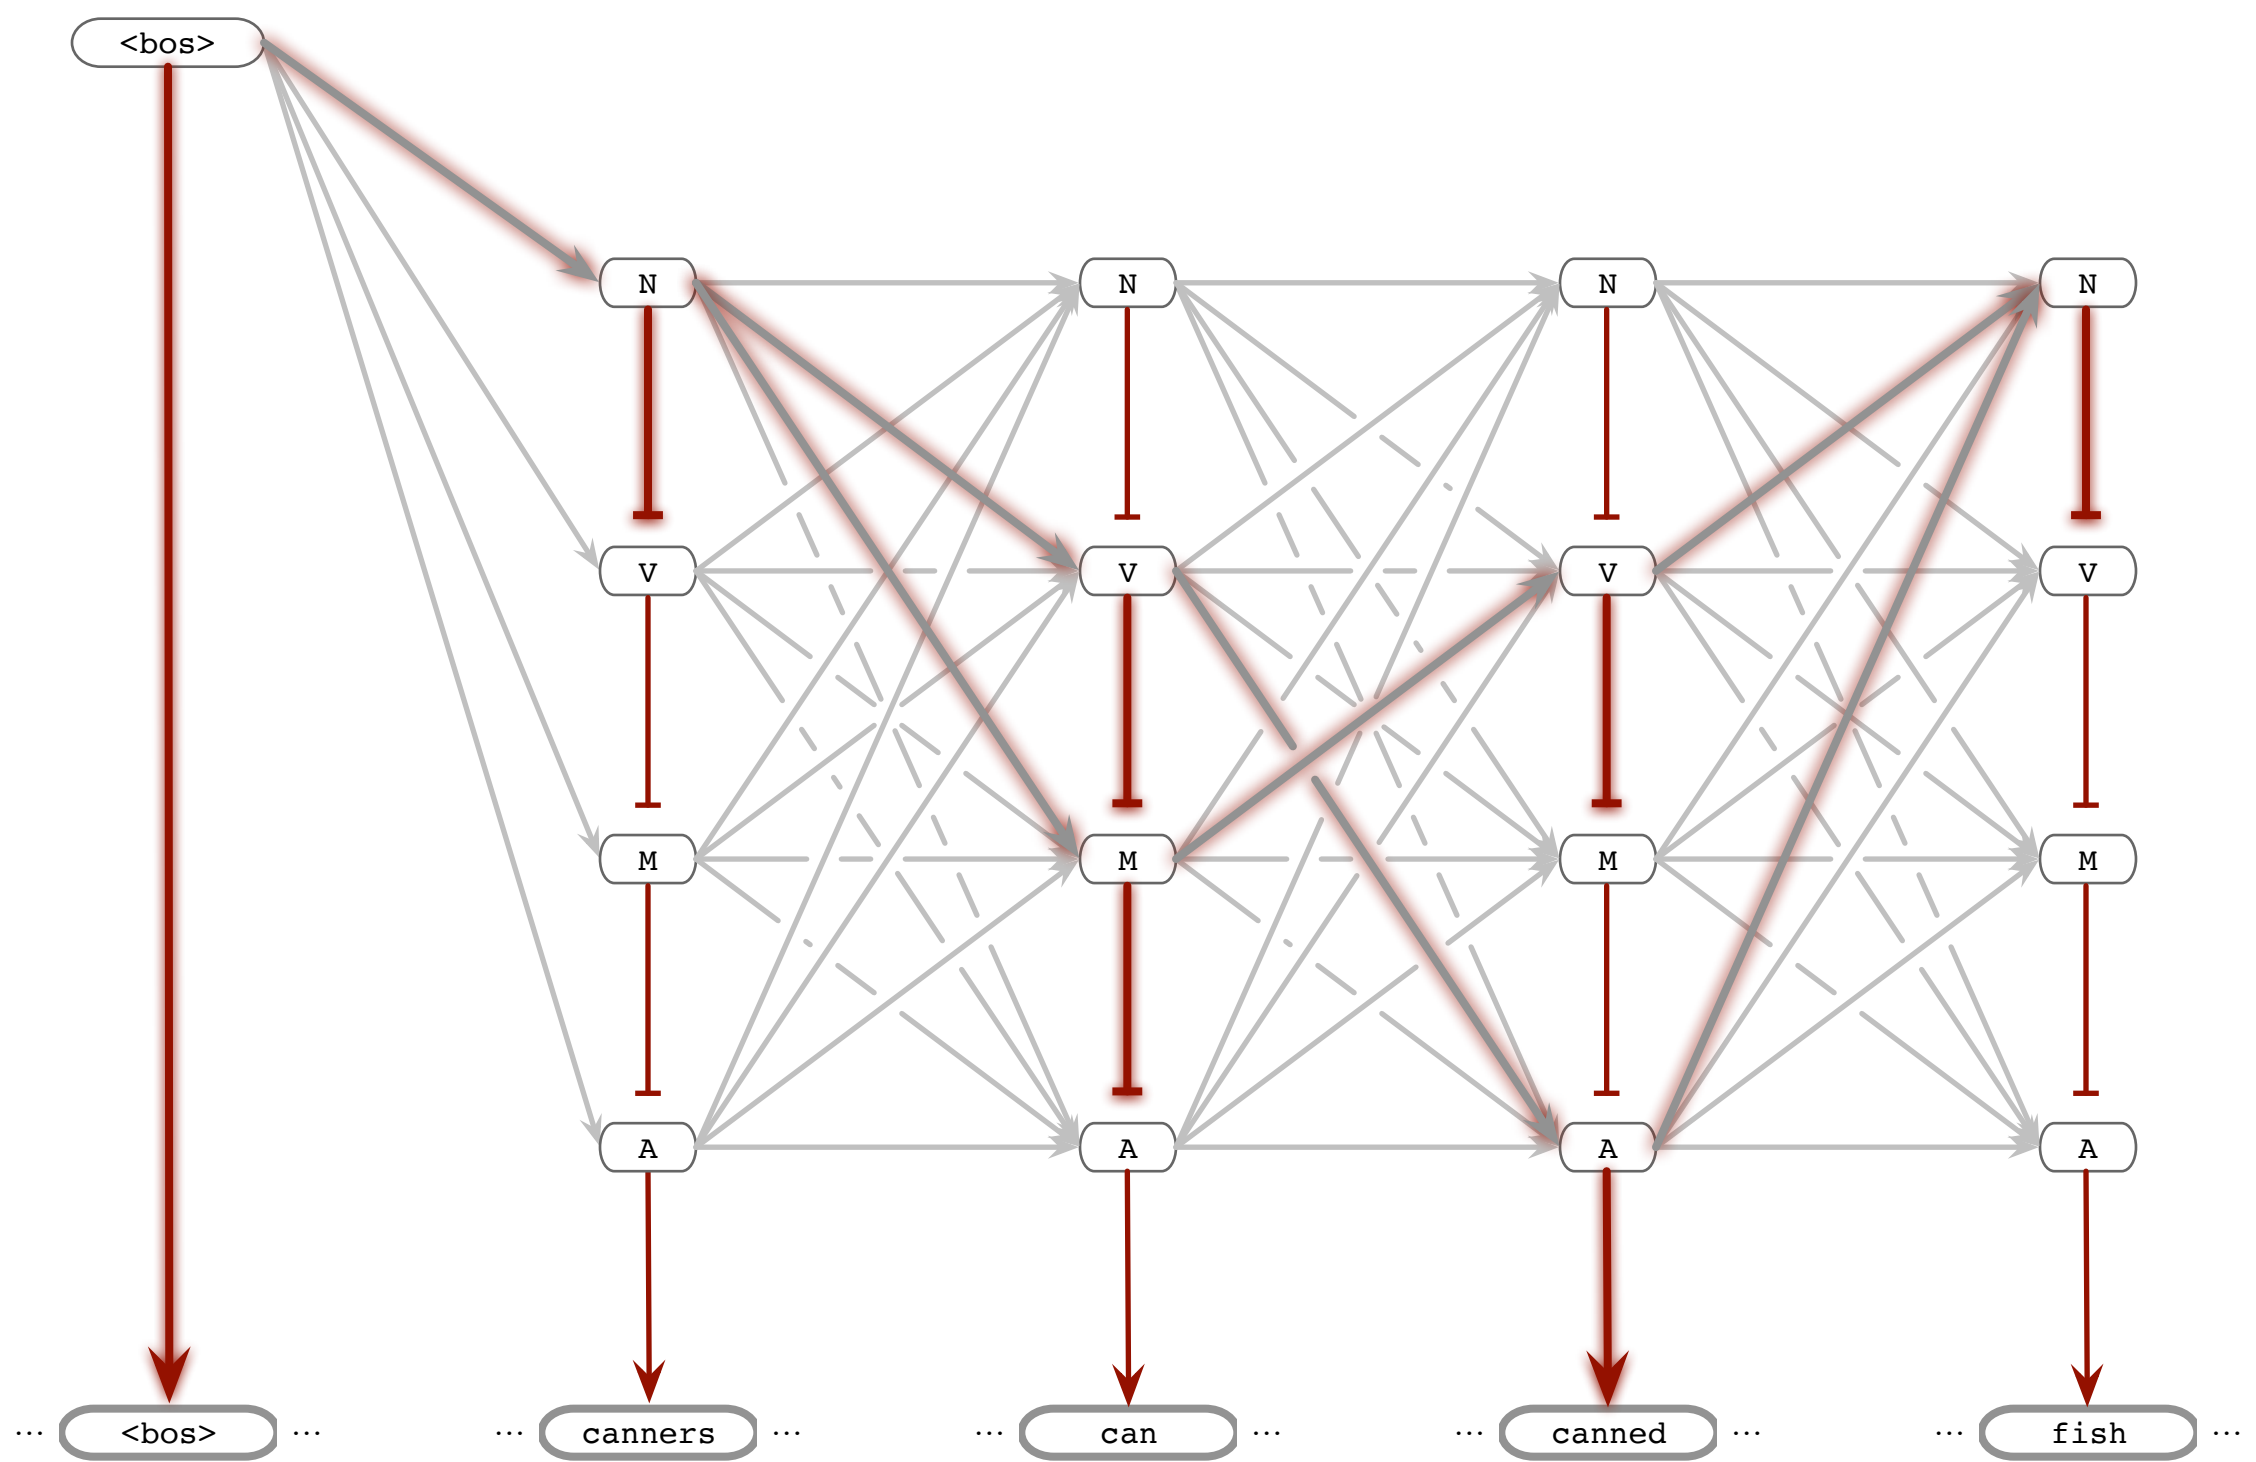 <bos>
N N N N
V V V V
M M M M
A A A A
... <bos> ... ... canners ... ... can ... ... canned ... ... fish ...